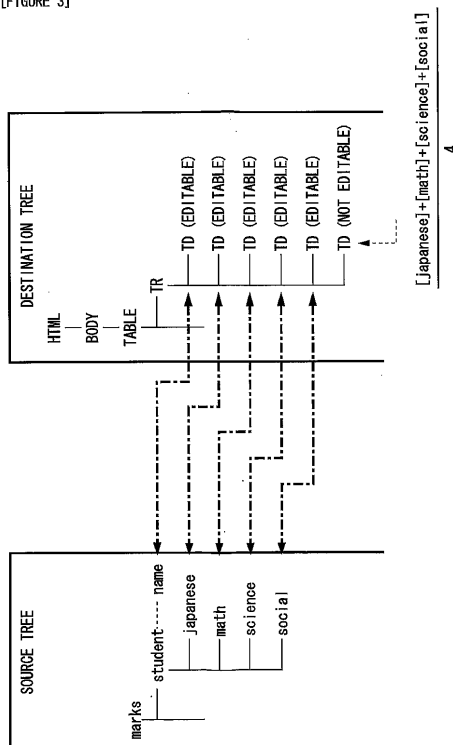 [FIGURE 3]
SOURCE TREE
marks
student
name
japanese
math
science
social
DESTINATION TREE
HTML
BODY
TABLE
TR
TD (EDITABLE)
TD (EDITABLE)
TD (EDITABLE)
TD (EDITABLE)
TD (EDITABLE)
TD (NOT EDITABLE)
[japanese]+[math]+[science]+[social]
4